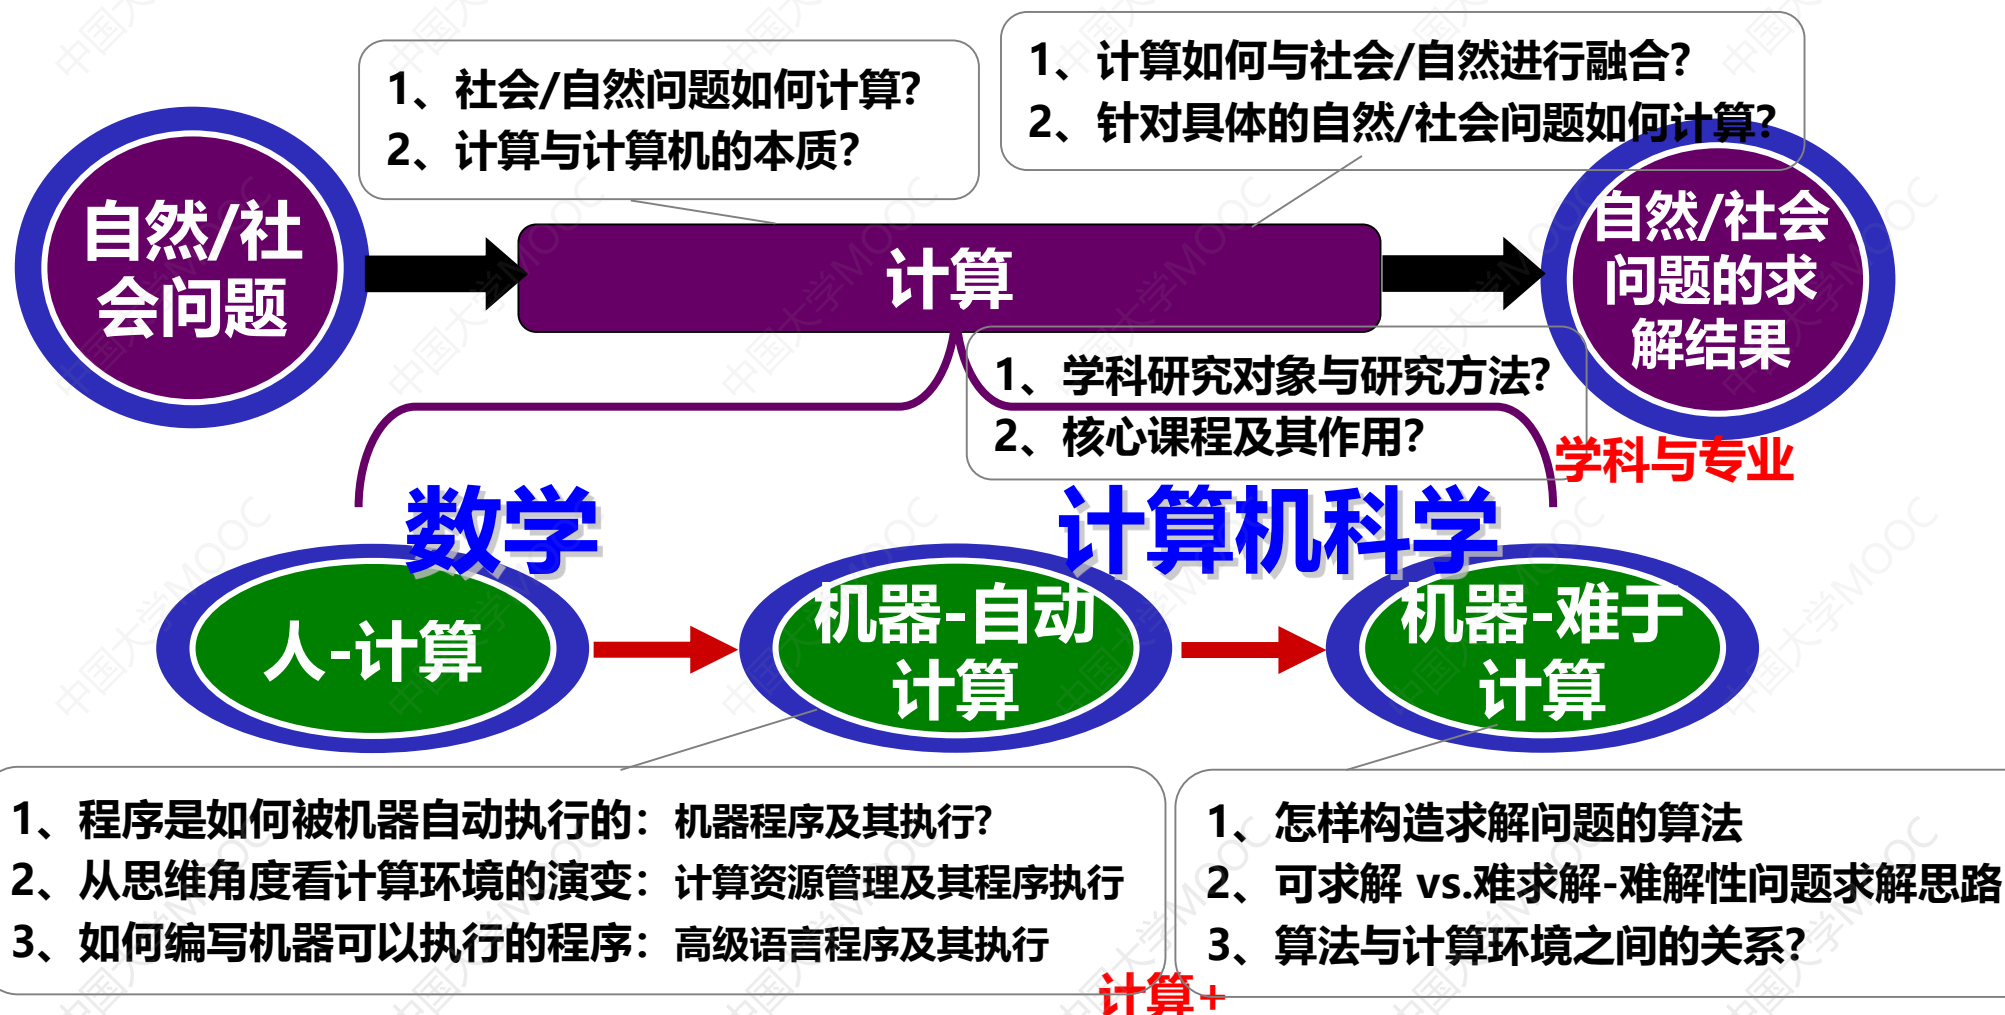 1、社会/自然问题如何计算?
2、计算与计算机的本质?
1、计算如何与社会/自然进行融合?
2、针对具体的自然/社会问题如何计算?
自然/社
会问题
计算
自然/社会
问题的求
解结果
1、学科研究对象与研究方法?
2、核心课程及其作用?
学科与专业
数学
计算机科学
人-计算
机器-自动
计算
机器-难于
计算
1、程序是如何被机器自动执行的：机器程序及其执行?
2、从思维角度看计算环境的演变：计算资源管理及其程序执行
3、如何编写机器可以执行的程序：高级语言程序及其执行
1、怎样构造求解问题的算法
2、可求解 vs.难求解-难解性问题求解思路
3、算法与计算环境之间的关系?
计算+
中国大学MOOC